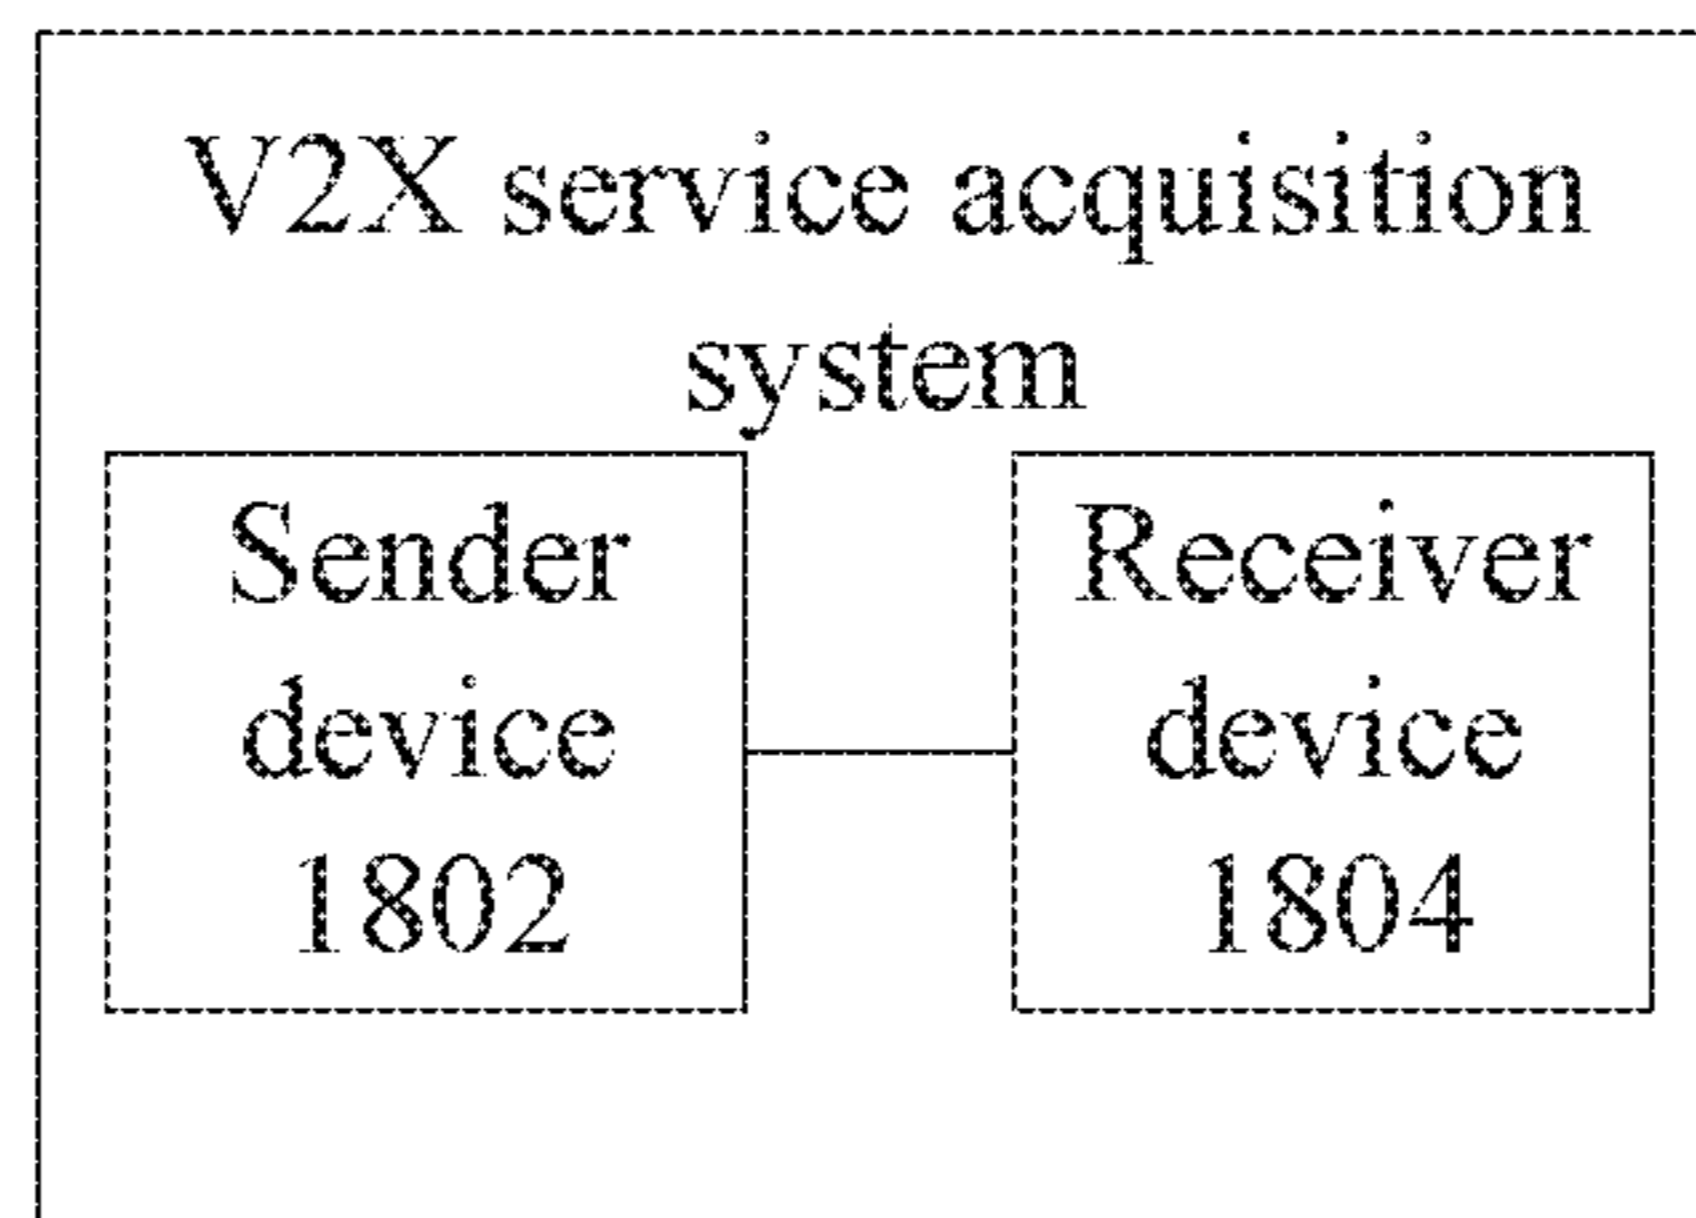 V2X service acquisition
system
Sender
device
1802
Receiver
device
1804